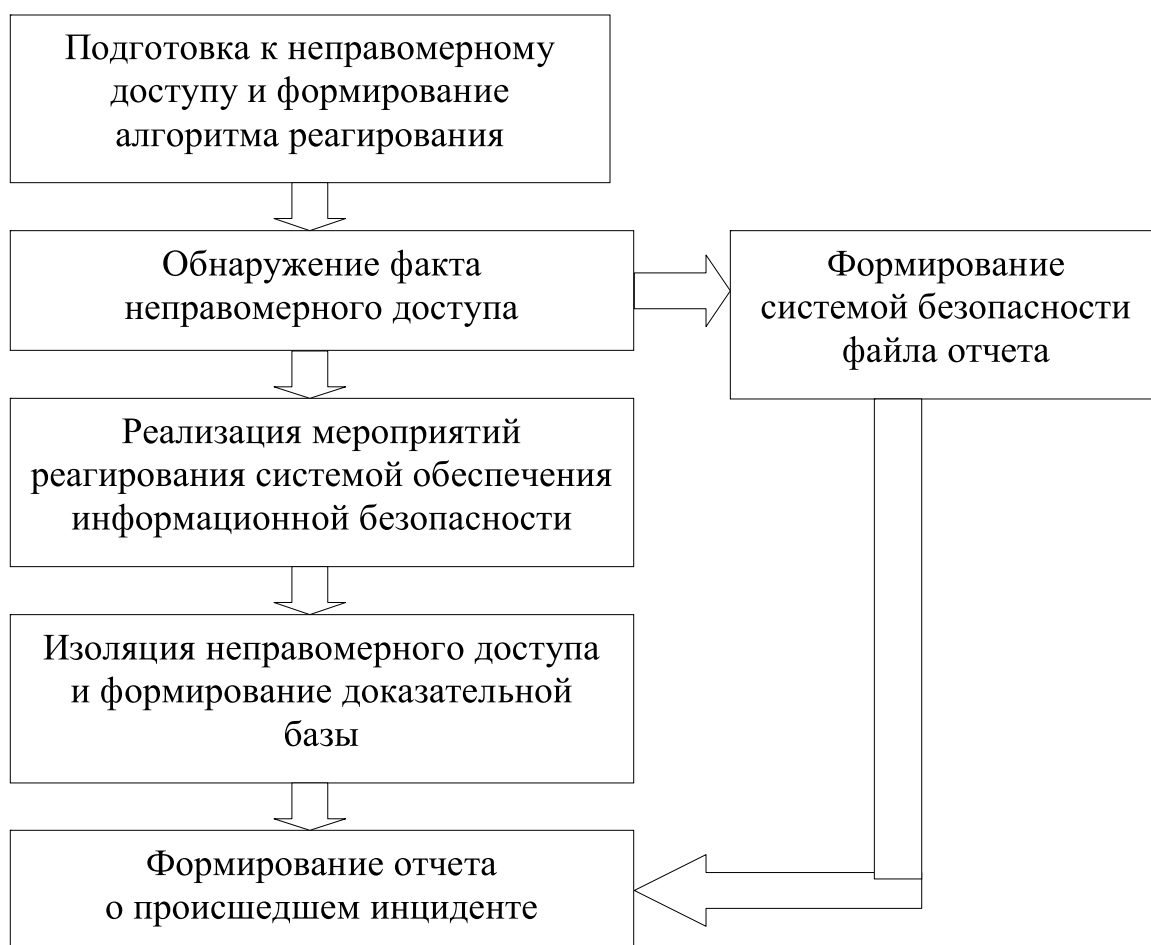 Подготовка к неправомерному
доступу и формирование
алгоритма реагирования
Обнаружение факта
неправомерного доступа
Формирование
системой безопасности
файла отчета
Реализация мероприятий
реагирования системой обеспечения
информационной безопасности
Изоляция неправомерного доступа
и формирование доказательной
базы
Формирование отчета
о происшедшем инциденте